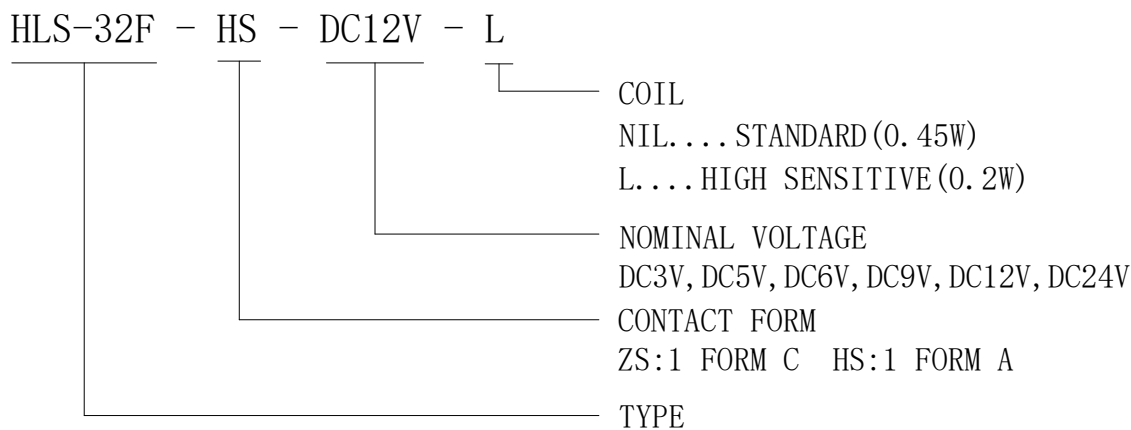 HLS-32F - HS - DC12V - L
COIL
NIL....STANDARD(0.45W)
L....HIGH SENSITIVE(0.2W)
NOMINAL VOLTAGE
DC3V,DC5V,DC6V,DC9V,DC12V,DC24V
CONTACT FORM
ZS:1 FORM C  HS:1 FORM A
TYPE